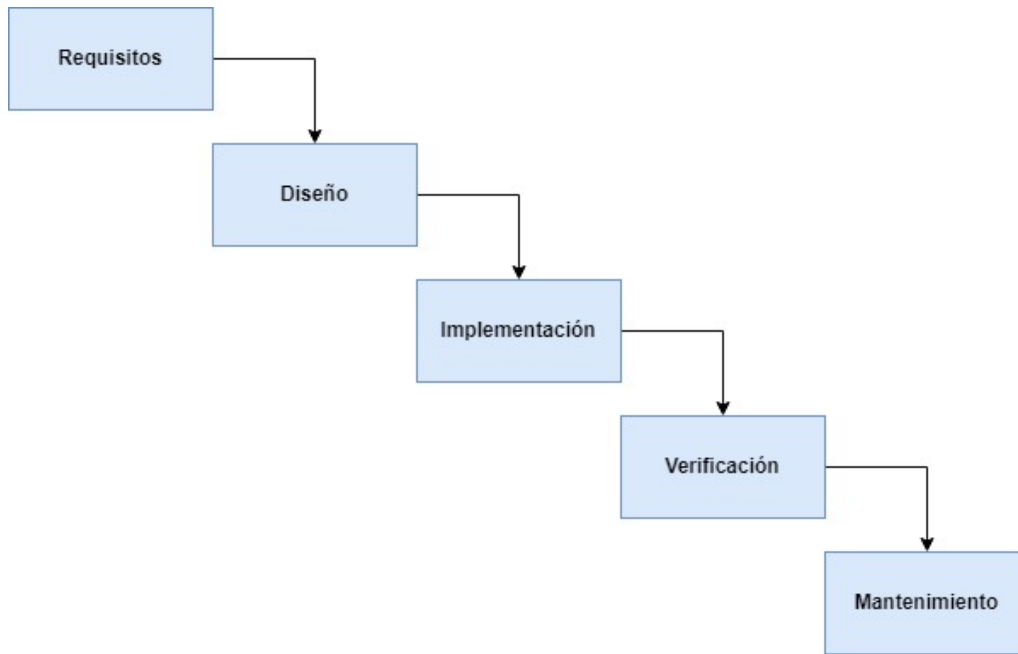 Requisitos
Diseño
Implementación
Verificación
Mantenimiento